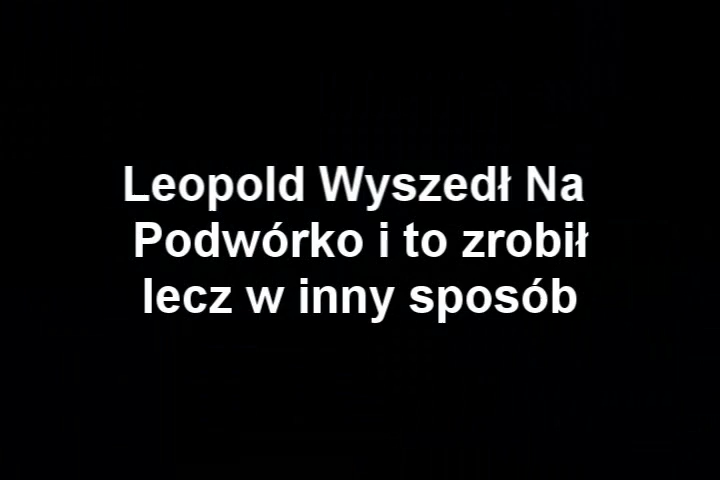 Leopold Wyszedł Na
Podwórko i to zrobił
lecz w inny sposób